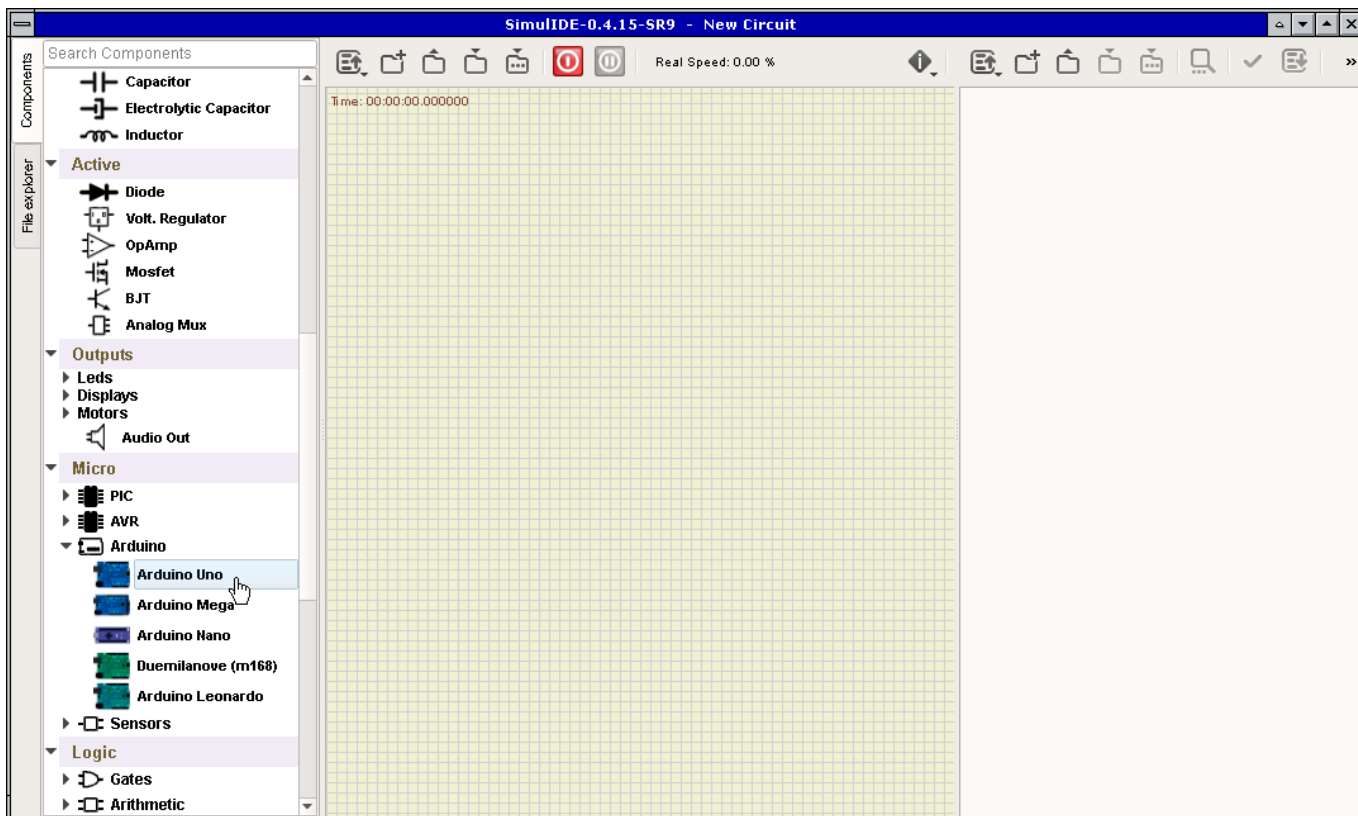 SimulIDE-0.4.15-SR9 - New Circuit
Components
File explorer
Search Components
Capacitor
Electrolytic Capacitor
Inductor
Active
Diode
Volt. Regulator
OpAmp
Mosfet
BJT
Analog Mux
Outputs
Leds
Displays
Motors
Audio Out
Micro
PIC
AVR
Arduino
Arduino Uno
Arduino Mega
Arduino Nano
Duemilanove (m168)
Arduino Leonardo
Sensors
Logic
Gates
Arithmetic
Real Speed: 0.00 %
»
Time: 00:00:00.000000